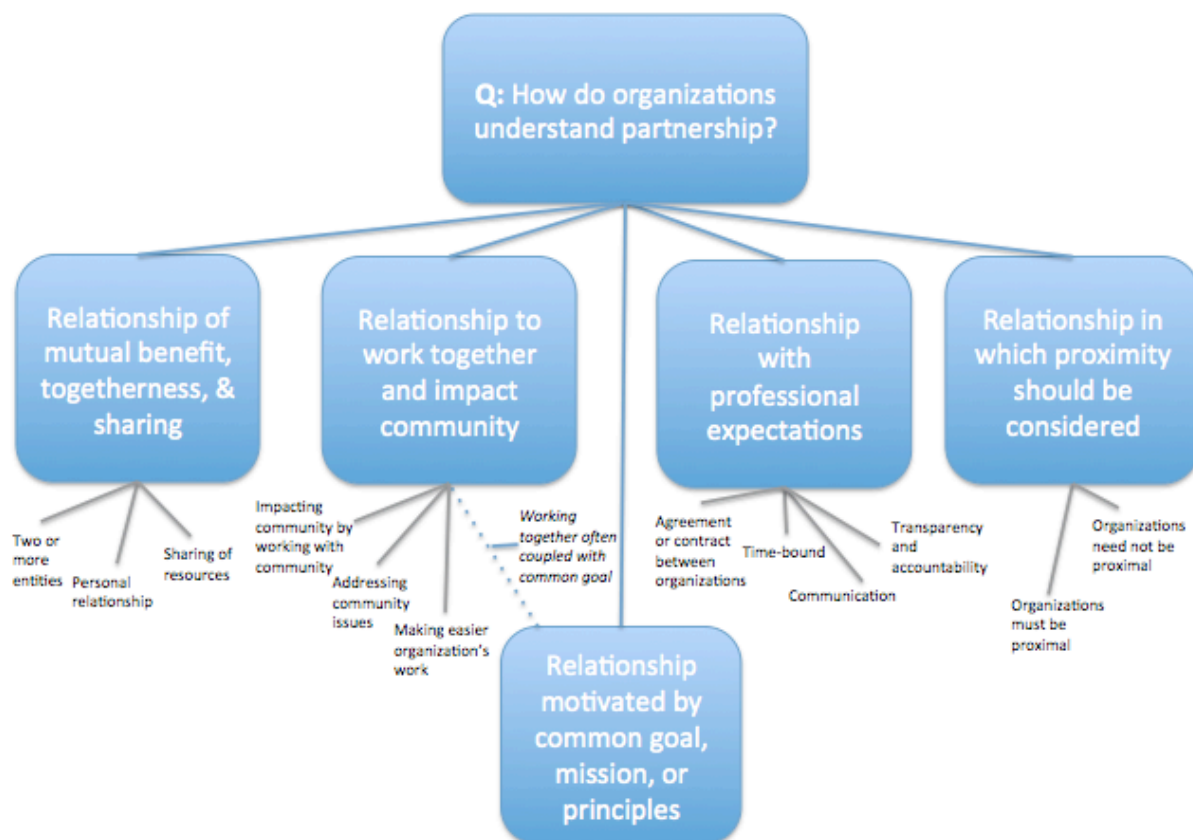 Q: How do organizations
understand partnership?
Relationship of
mutual benefit,
togetherness, &
sharing
Relationship to
work together
and impact
community
Relationship
with
professional
expectations
Relationship in
which proximity
should be
considered
Two or
more
entities
Personal
relationship
Sharing of
resources
Impacting
community by
working with
community
Addressing
community
issues
Making easier
organization's
work
Working
together often
coupled with
common goal
Agreement
or contract
between
organizations
Time-bound
Communication
Transparency
and
accountability
Organizations
must be
proximal
Organizations
need not be
proximal
Relationship
motivated by
common goal,
mission, or
principles